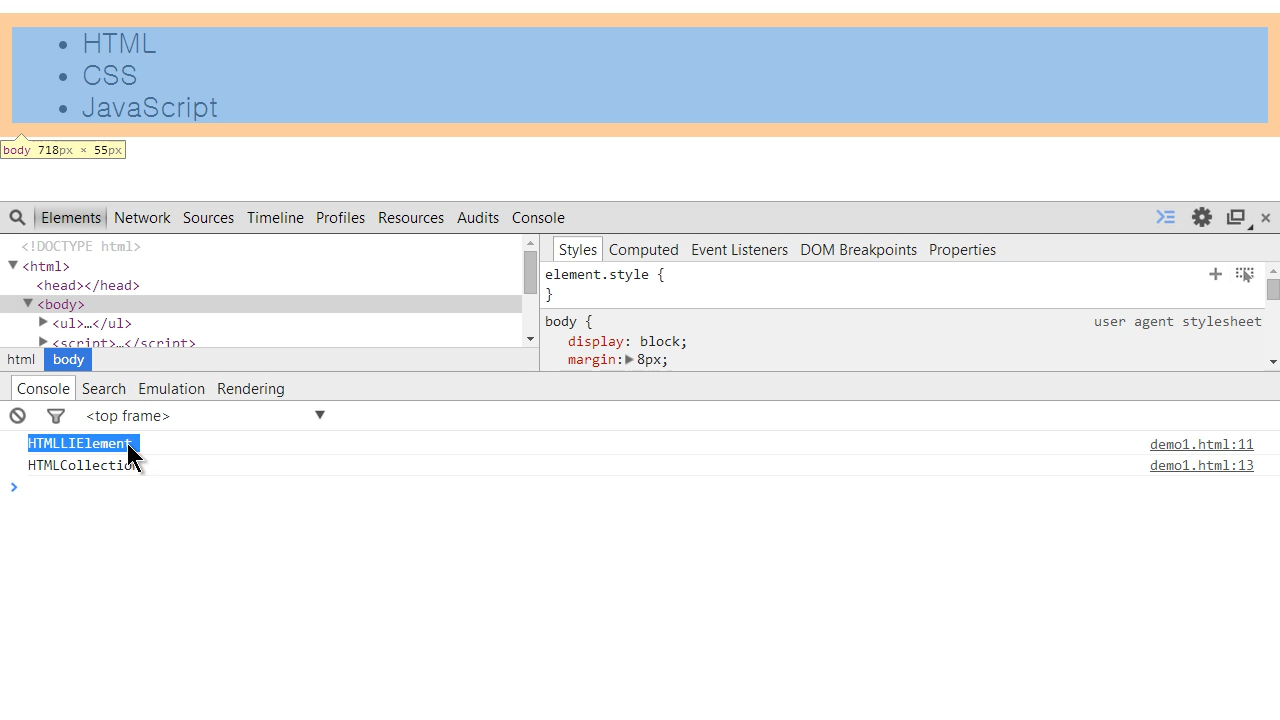 HTML
CSS
JavaScript
body 718px × 55px
Elements Network Sources Timeline Profiles Resources Audits Console
<!DOCTYPE html>
<html>
<head></head>
<body>
<ul>…</ul>
<script>…</script>
html body
Styles Computed Event Listeners DOM Breakpoints Properties
element.style {
}
body { user agent stylesheet
display: block;
margin: 8px;
Console Search Emulation Rendering
<top frame>
HTMLLIElement demo1.html:11
HTMLCollection demo1.html:13